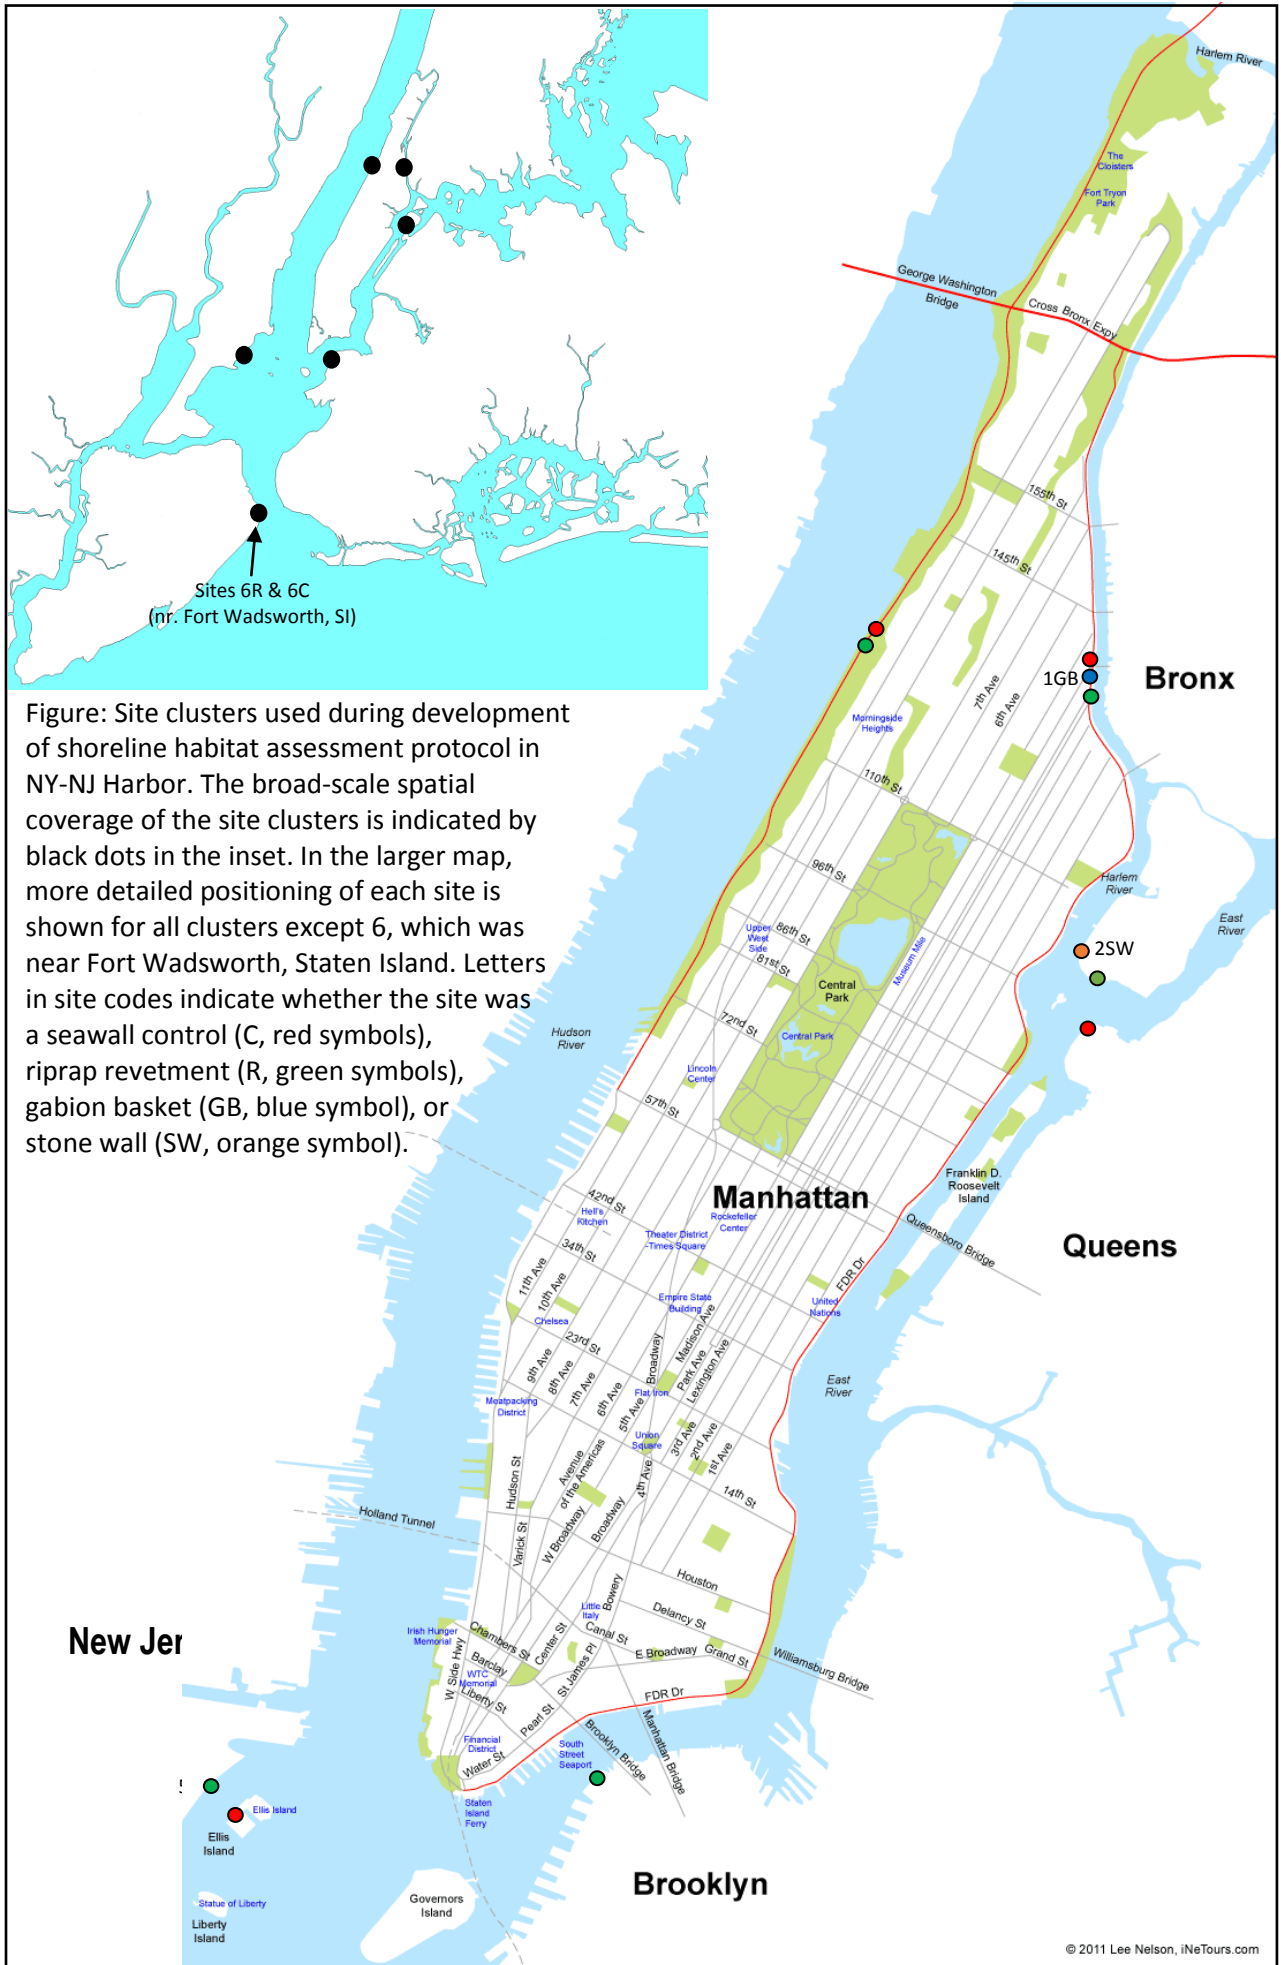 Sites 6R & 6C
(nr. Fort Wadsworth, SI)
Figure: Site clusters used during development
of shoreline habitat assessment protocol in
NY-NJ Harbor. The broad-scale spatial
coverage of the site clusters is indicated by
black dots in the inset. In the larger map,
more detailed positioning of each site is
shown for all clusters except 6, which was
near Fort Wadsworth, Staten Island. Letters
in site codes indicate whether the site was
a seawall control (C, red symbols),
riprap revetment (R, green symbols),
gabion basket (GB, blue symbol), or
stone wall (SW, orange symbol).
Harlem River
The
Cloisters
Fort Tryon
Park
George Washington
Bridge
Cross Bronx Expy
155th St
145th St
1GB
Bronx
7th Ave
6th Ave
Morningside
Heights
110th St
96th St
Harlem
River
East
River
86th St
Upper
West
Side
81st St
Museum Mile
2SW
Central
Park
72nd St
Central Park
Hudson
River
Lincoln
Center
57th St
Franklin D.
Roosevelt
Island
Manhattan
42nd St
Hell's
Kitchen
Rockefeller
Center
Theater District
-Times Square
Queensboro Bridge
Queens
34th St
11th Ave
10th Ave
FDR Dr
Empire State
Building
United
Nations
Chelsea
23rd St
Madison Ave
Park Ave
Lexington Ave
Broadway
9th Ave
8th Ave
7th Ave
6th Ave
5th Ave
Flat Iron
East
River
Meatpacking
District
Union
Square
3rd Ave
2nd Ave
1st Ave
Avenue
of the Americas
4th Ave
14th St
Hudson St
Holland Tunnel
Varick St
W Broadway
Broadway
Houston
Bowery
Delancy St
Little
Italy
Irish Hunger
Memorial
Chambers St
Center St
Canal St
New Jer
Barclay
E Broadway
Grand St
Williamsburg Bridge
W Side Hwy
WTC
Memorial
St James Pl
Liberty St
Pearl St
FDR Dr
Financial
District
Water St
South
Street
Seaport
Brooklyn Bridge
Manhattan Bridge
Staten
Island
Ferry
Ellis Island
Ellis
Island
Brooklyn
Statue of Liberty
Liberty
Island
Governors
Island
© 2011 Lee Nelson, iNeTours.com